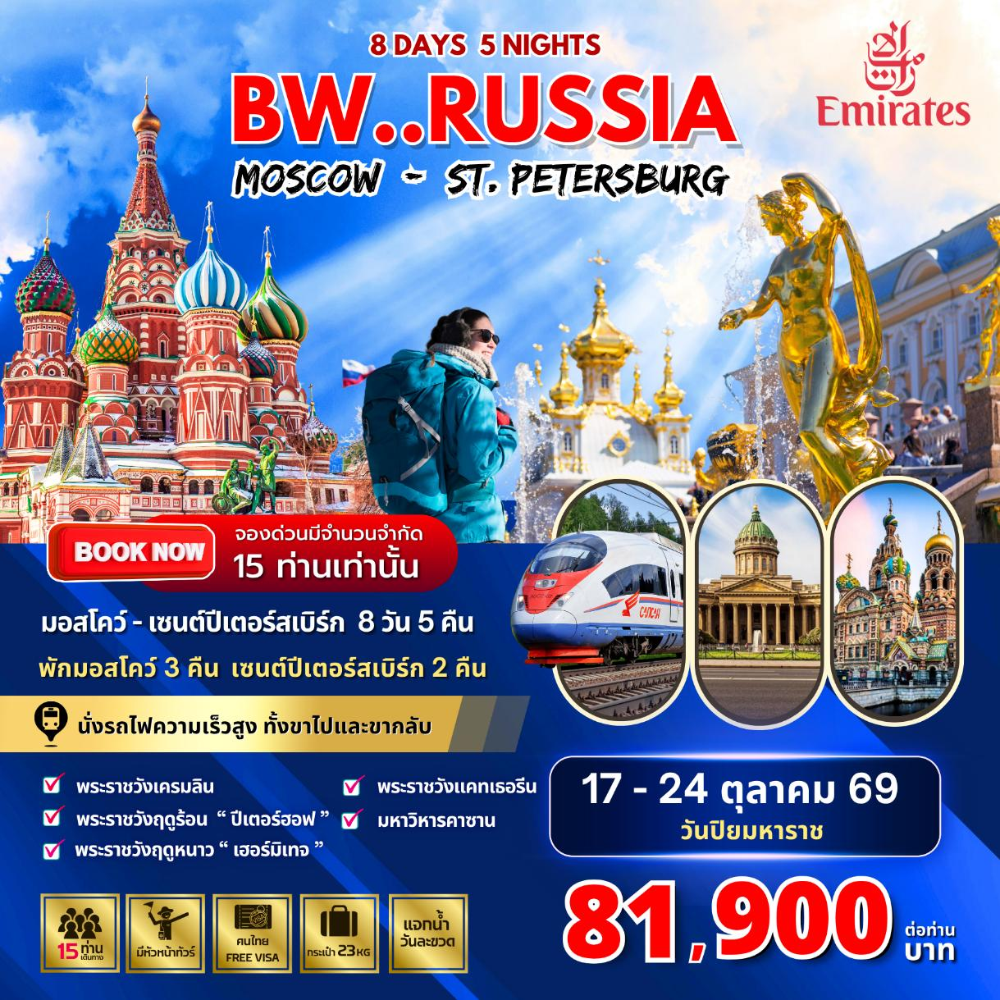 8 DAYS 5 NIGHTS
BW..RUSSIA
MOSCOW - ST. PETERSBURG
Emirates
BOOK NOW
จองด่วนมีจำนวนจำกัด
15 ท่านเท่านั้น
มอสโคว์ - เซนต์ปีเตอร์สเบิร์ก 8 วัน 5 คืน
พักมอสโคว์ 3 คืน เซนต์ปีเตอร์สเบิร์ก 2 คืน
นั่งรถไฟความเร็วสูง ทั้งขาไปและขากลับ
พระราชวังเครมลิน
พระราชวังฤดูร้อน “ ปีเตอร์ฮอฟ ”
พระราชวังฤดูหนาว “ เฮอร์มิเทจ ”
พระราชวังแคทเธอรีน
มหาวิหารคาซาน
САПСАН
17 - 24 ตุลาคม 69
วันปิยมหาราช
81,900
ต่อท่าน
บาท
15 ท่าน
เดินทาง
มีหัวหน้าทัวร์
VISA
คนไทย
FREE VISA
กระเป๋า 23 KG
แจกน้ำ
วันละขวด